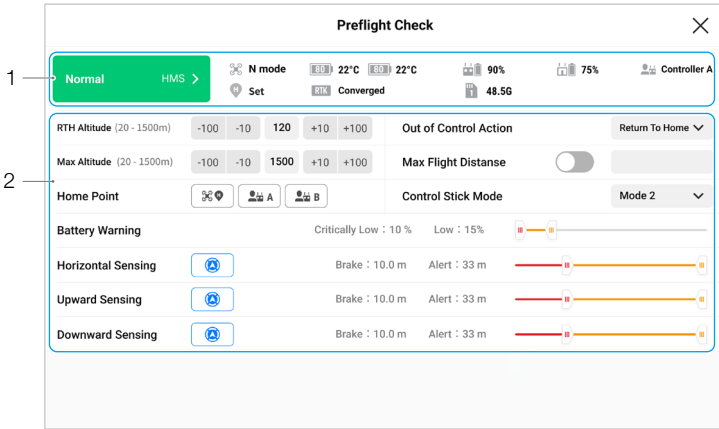 Preflight Check
1
Normal HMS
N mode 80 22°C 80 22°C 90% 75% Controller A
H Set RTK Converged 1 48.5G
2
RTH Altitude (20 - 1500m) -100 -10 120 +10 +100 Out of Control Action Return To Home
Max Altitude (20 - 1500m) -100 -10 1500 +10 +100 Max Flight Distanse
Home Point H A B Control Stick Mode Mode 2
Battery Warning Critically Low : 10 % Low : 15%
Horizontal Sensing Brake : 10.0 m Alert : 33 m
Upward Sensing Brake : 10.0 m Alert : 33 m
Downward Sensing Brake : 10.0 m Alert : 33 m